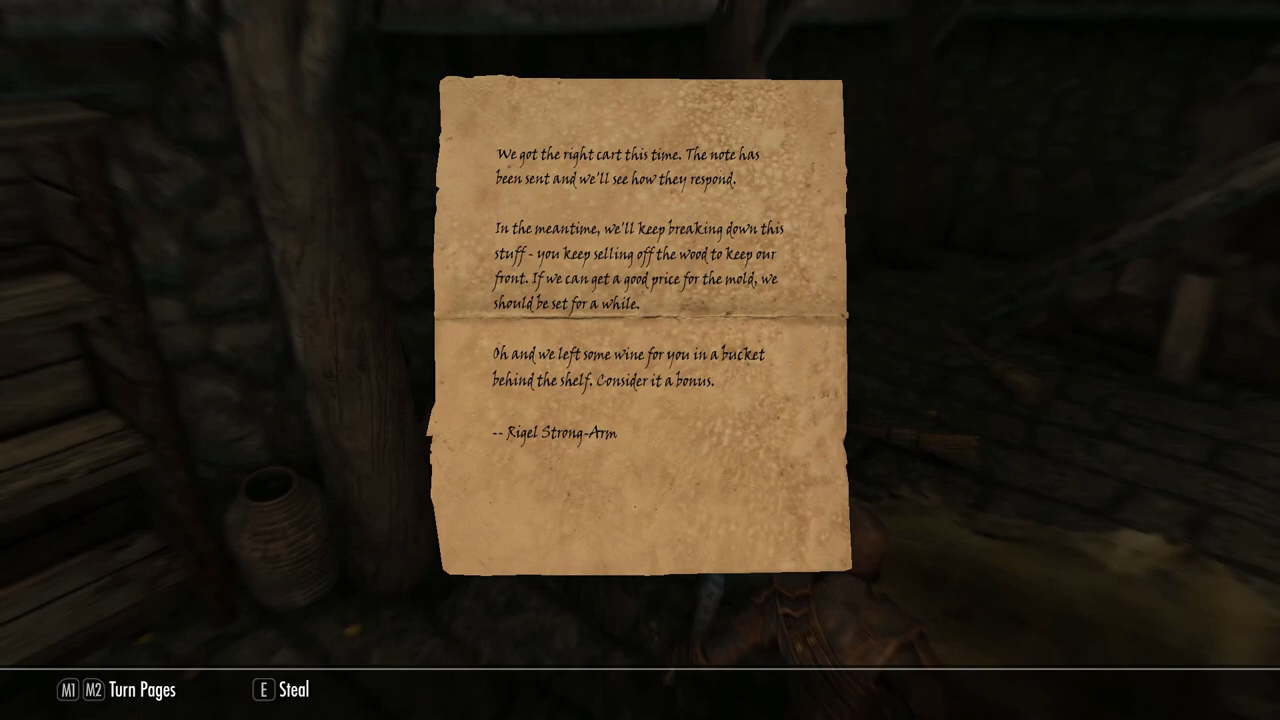 We got the right cart this time. The note has
been sent and we'll see how they respond.
In the meantime, we'll keep breaking down this
stuff - you keep selling off the wood to keep our
front. If we can get a good price for the mold, we
should be set for a while.
Oh and we left some wine for you in a bucket
behind the shelf. Consider it a bonus.
-- Rigel Strong-Arm
M1 M2 Turn Pages E Steal